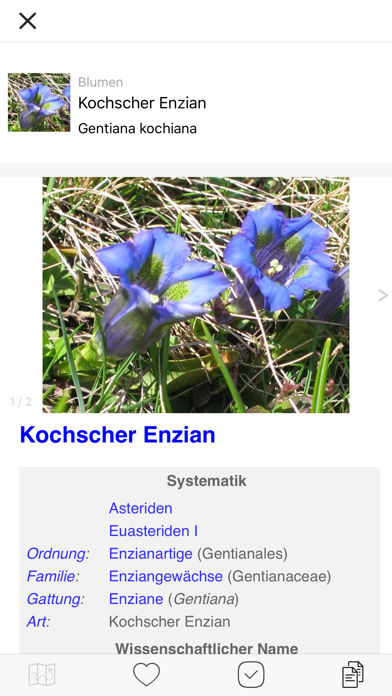 Blumen
Kochscher Enzian
Gentiana kochiana
1 / 2
Kochscher Enzian
Systematik
Asteriden
Euasteriden I
Ordnung: Enzianartige (Gentianales)
Familie: Enziangewächse (Gentianaceae)
Gattung: Enziane (Gentiana)
Art: Kochscher Enzian
Wissenschaftlicher Name